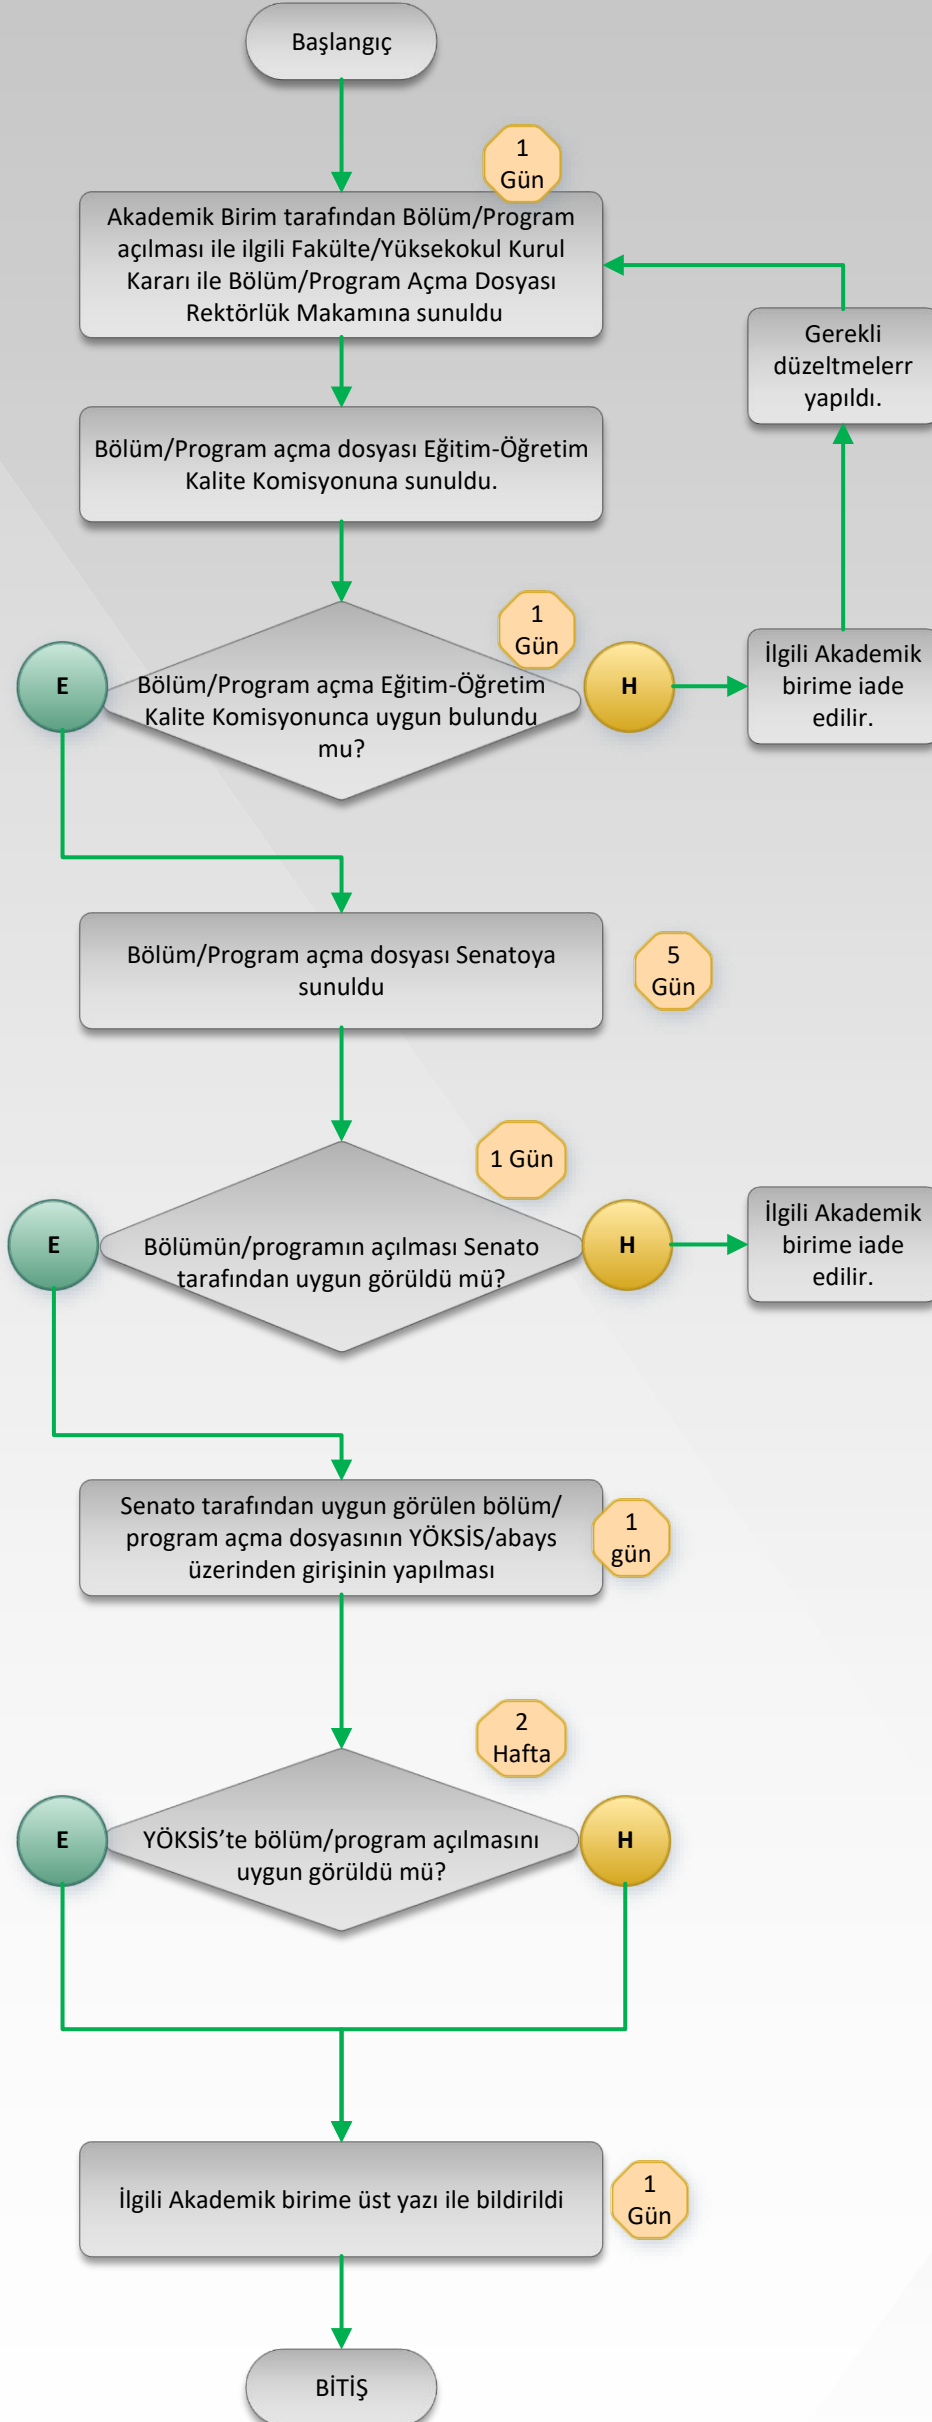 Başlangıç
1
Gün
Akademik Birim tarafından Bölüm/Program
açılması ile ilgili Fakülte/Yüksekokul Kurul
Kararı ile Bölüm/Program Açma Dosyası
Rektörlük Makamına sunuldu
Gerekli
düzeltmelerr
yapıldı.
Bölüm/Program açma dosyası Eğitim-Öğretim
Kalite Komisyonuna sunuldu.
1
Gün
E
Bölüm/Program açma Eğitim-Öğretim
Kalite Komisyonunca uygun bulundu
mu?
H
İlgili Akademik
birime iade
edilir.
Bölüm/Program açma dosyası Senatoya
sunuldu
5
Gün
1 Gün
E
Bölümün/programın açılması Senato
tarafından uygun görüldü mü?
H
İlgili Akademik
birime iade
edilir.
Senato tarafından uygun görülen bölüm/
program açma dosyasının YÖKSİS/abays
üzerinden girişinin yapılması
1
gün
2
Hafta
E
YÖKSİS’te bölüm/program açılmasını
uygun görüldü mü?
H
İlgili Akademik birime üst yazı ile bildirildi
1
Gün
BİTİŞ